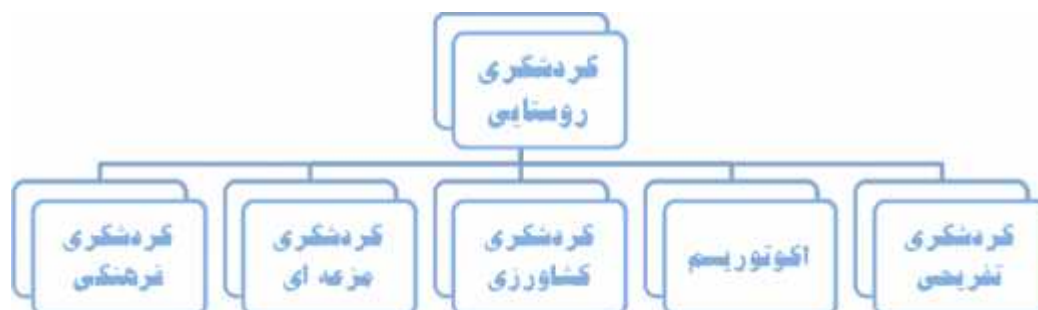 گردشگری
روستایی
گردشگری
تفریحی
اکوتوریسم
گردشگری
کشاورزی
گردشگری
مزرعه ای
گردشگری
فرهنگی